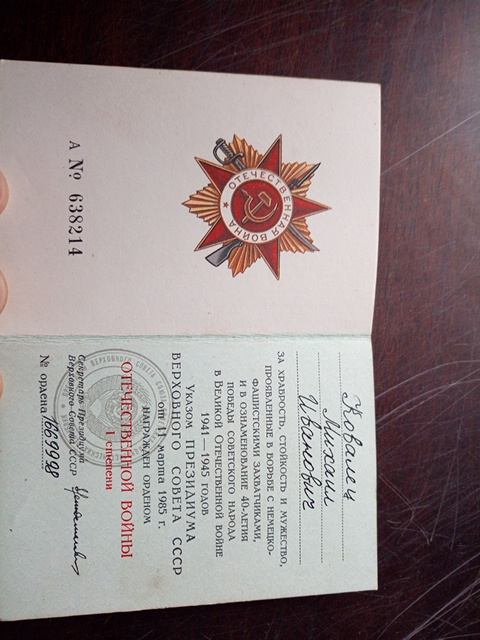 ОТЕЧЕСТВЕННАЯ ВОЙНА
А № 638214
Ковалец
Михаил
Иванович
ЗА ХРАБРОСТЬ, СТОЙКОСТЬ И МУЖЕСТВО,
ПРОЯВЛЕННЫЕ В БОРЬБЕ С НЕМЕЦКО-
ФАШИСТСКИМИ ЗАХВАТЧИКАМИ,
И В ОЗНАМЕНОВАНИЕ 40-ЛЕТИЯ
ПОБЕДЫ СОВЕТСКОГО НАРОДА
В ВЕЛИКОЙ ОТЕЧЕСТВЕННОЙ ВОЙНЕ
1941—1945 ГОДОВ
УКАЗОМ ПРЕЗИДИУМА
ВЕРХОВНОГО СОВЕТА СССР
от 11 марта 1985 г.
НАГРАЖДЕН ОРДЕНОМ
ОТЕЧЕСТВЕННОЙ ВОЙНЫ
I степени
Секретарь Президиума
Верховного Совета СССР
№ ордена